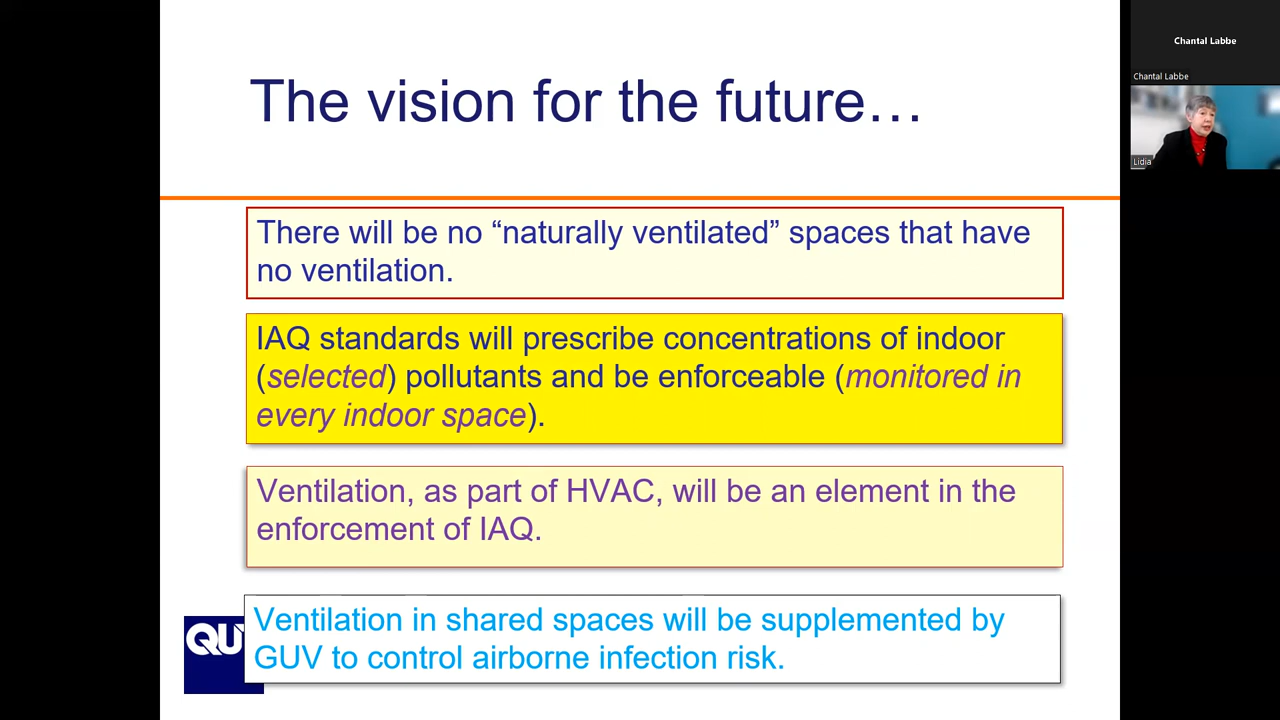 The vision for the future…
There will be no “naturally ventilated” spaces that have
no ventilation.
IAQ standards will prescribe concentrations of indoor
(selected) pollutants and be enforceable (monitored in
every indoor space).
Ventilation, as part of HVAC, will be an element in the
enforcement of IAQ.
Ventilation in shared spaces will be supplemented by
GUV to control airborne infection risk.
QU
Chantal Labbe
Chantal Labbe
Lidia